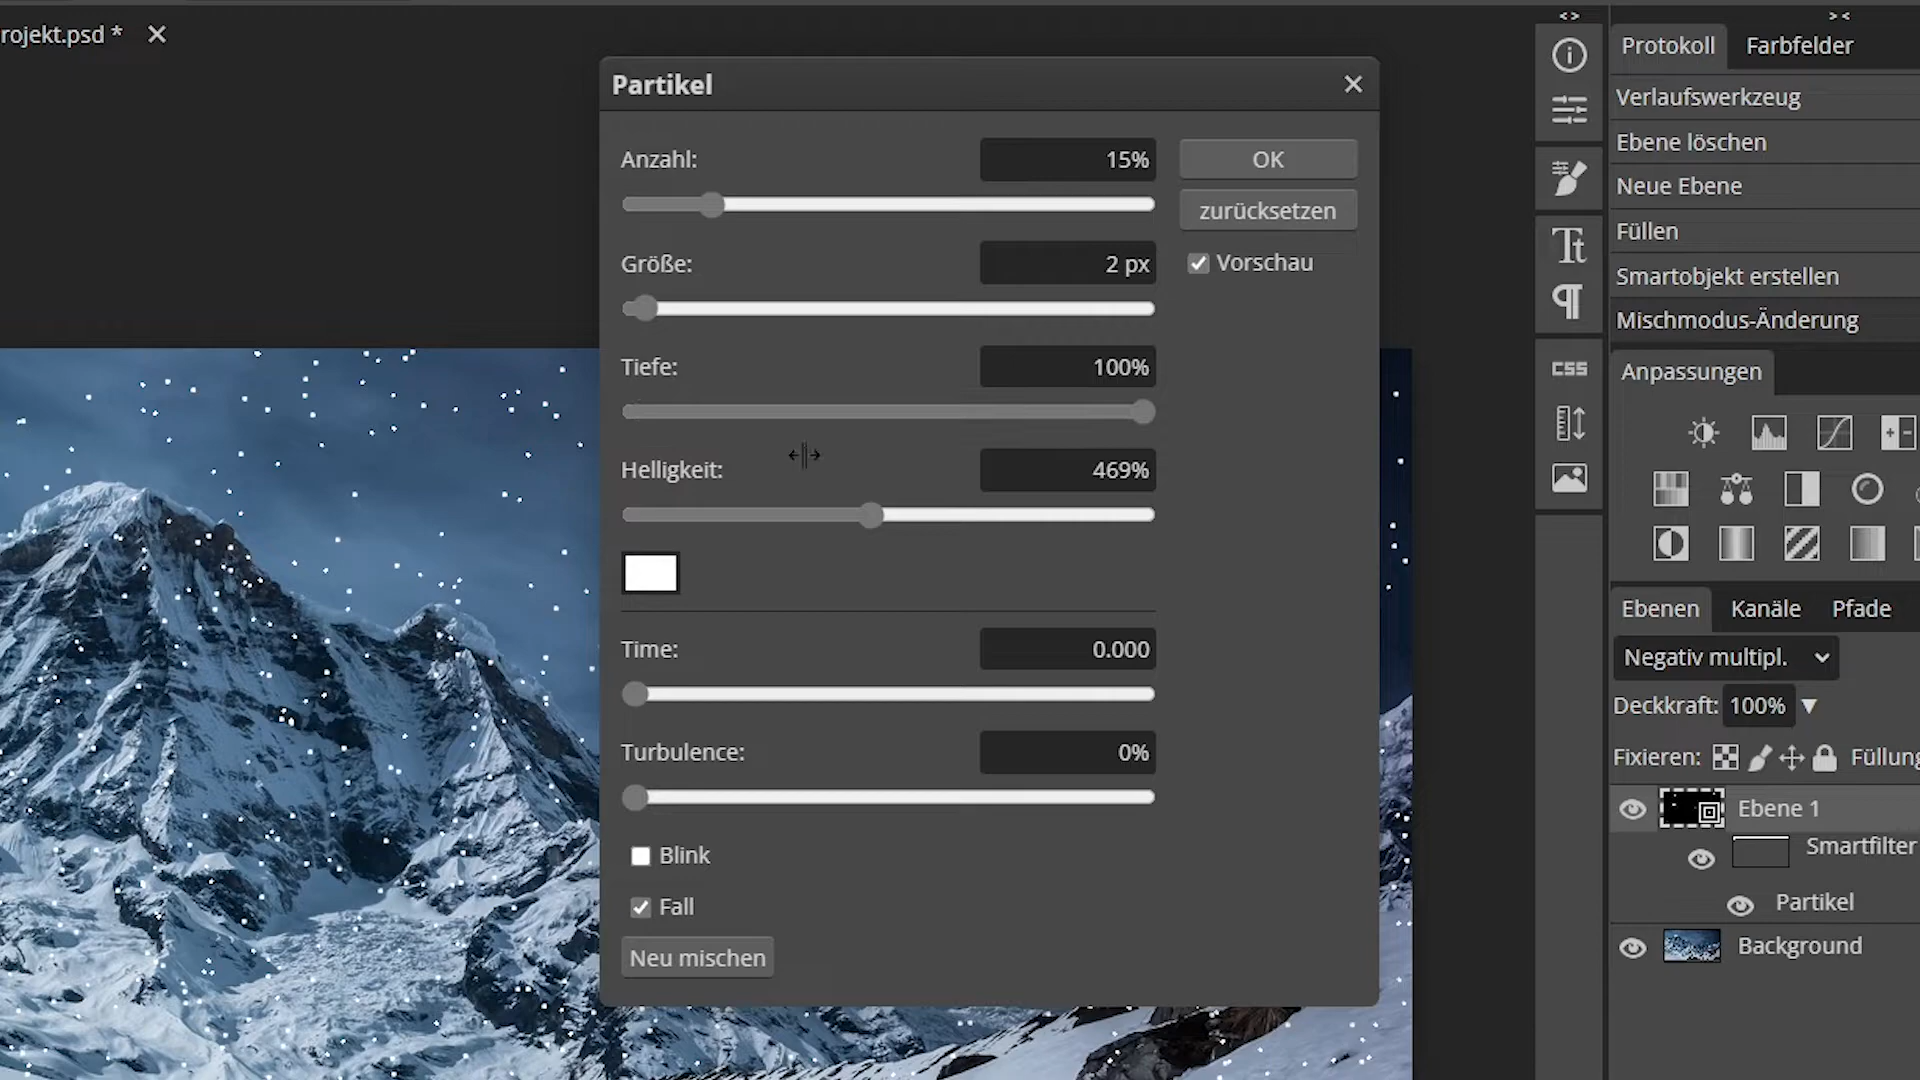 rojekt.psd *
Partikel
Anzahl:
15%
OK
zurücksetzen
Größe:
2 px
Vorschau
Tiefe:
100%
Helligkeit:
469%
Time:
0.000
Turbulence:
0%
Blink
Fall
Neu mischen
Tt
CSS
Protokoll
Farbfelder
Verlaufswerkzeug
Ebene löschen
Neue Ebene
Füllen
Smartobjekt erstellen
Mischmodus-Änderung
Anpassungen
Ebenen
Kanäle
Pfade
Negativ multipl.
Deckkraft:
100%
Fixieren:
Füllung
Ebene 1
Smartfilter
Partikel
Background